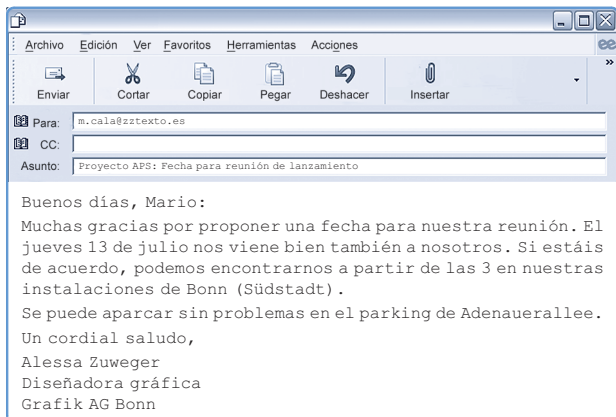 Archivo Edición Ver Favoritos Herramientas Acciones
Enviar Cortar Copiar Pegar Deshacer Insertar
Para: m.cala@zztexto.es
CC:
Asunto: Proyecto APS: Fecha para reunión de lanzamiento
Buenos días, Mario:
Muchas gracias por proponer una fecha para nuestra reunión. El
jueves 13 de julio nos viene bien también a nosotros. Si estáis
de acuerdo, podemos encontrarnos a partir de las 3 en nuestras
instalaciones de Bonn (Südstadt).
Se puede aparcar sin problemas en el parking de Adenauerallee.
Un cordial saludo,
Alessa Zuweger
Diseñadora gráfica
Grafik AG Bonn